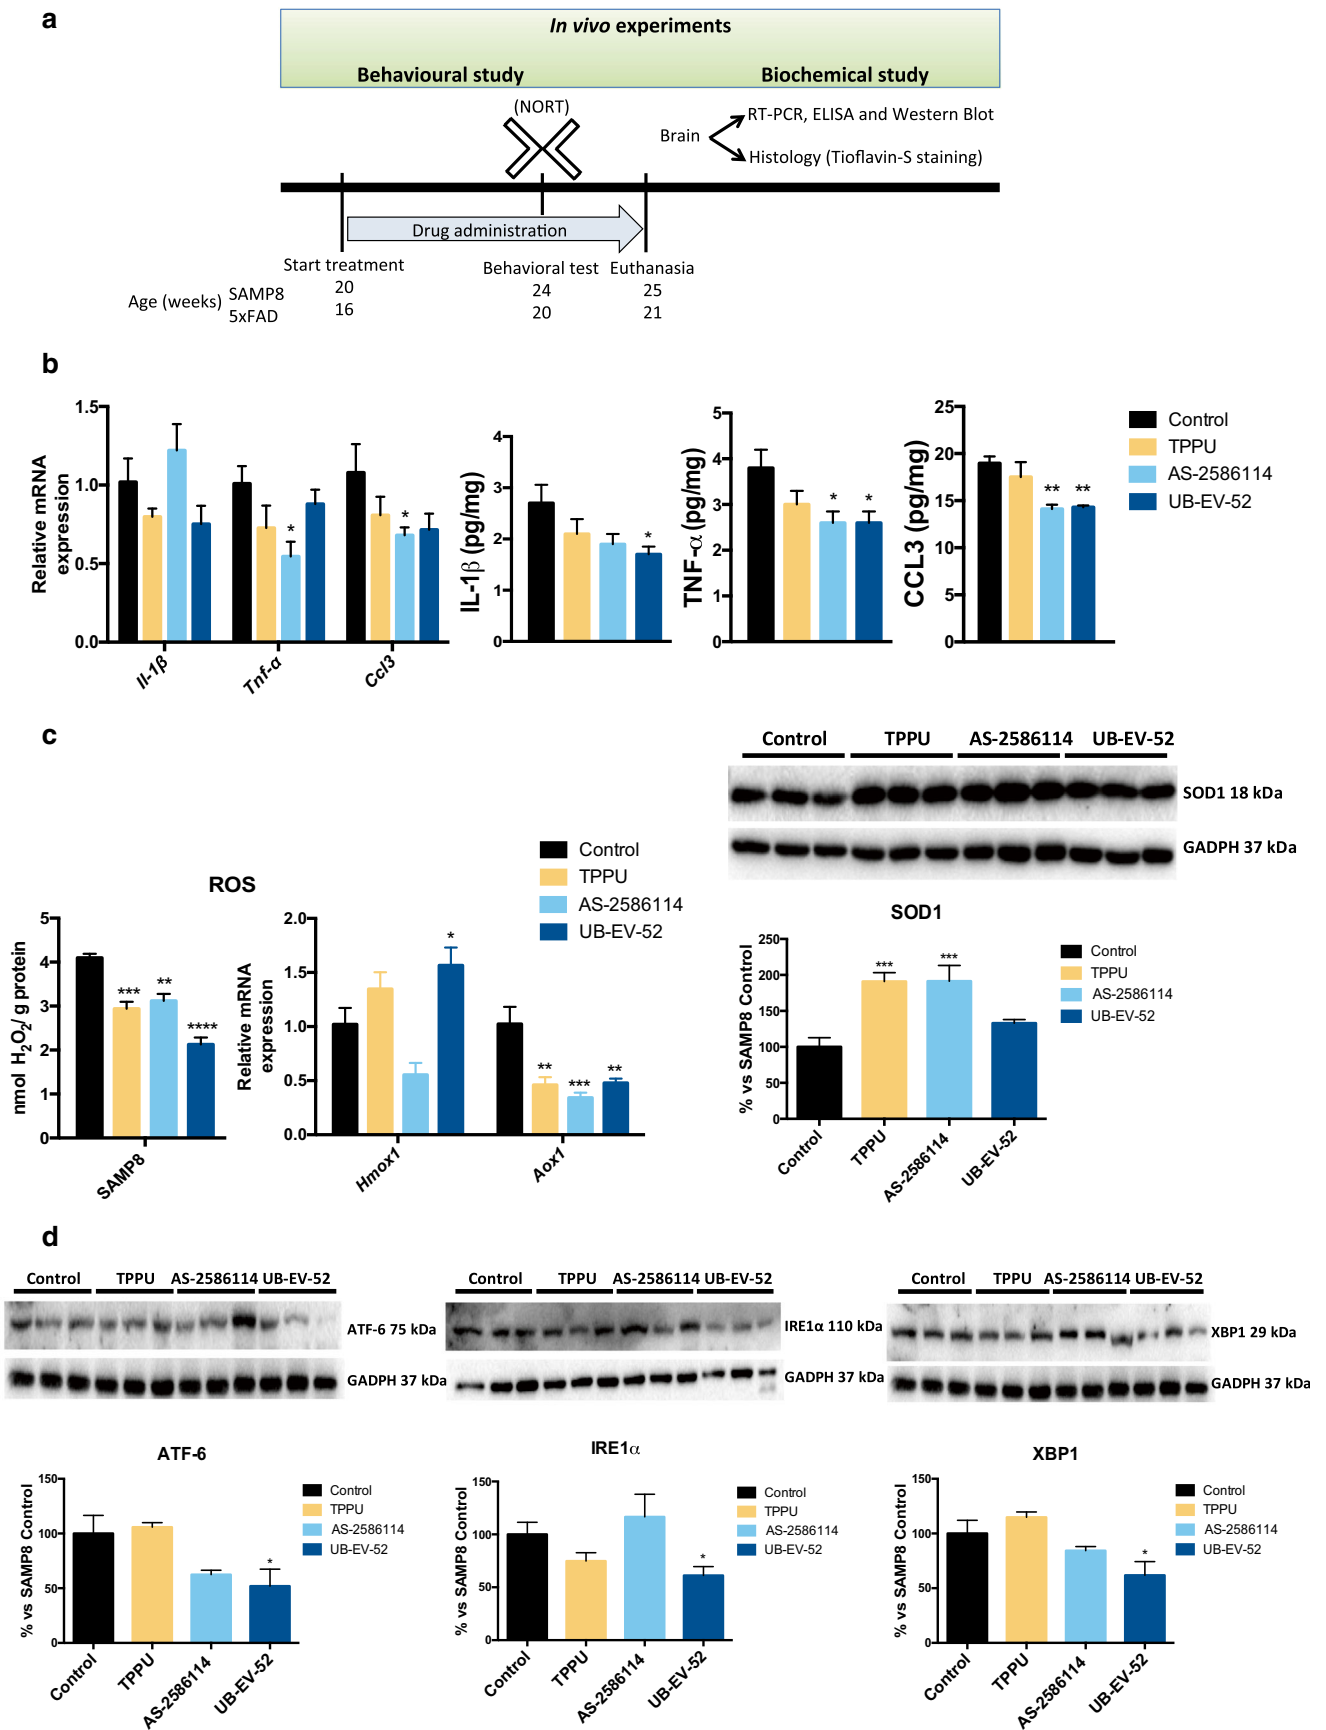 a
In vivo experiments
Behavioural study
Biochemical study
(NORT)
Brain
RT-PCR, ELISA and Western Blot
Histology (Tioflavin-S staining)
Drug administration
Start treatment
Behavioral test
Euthanasia
Age (weeks)
SAMP8
20
24
25
5xFAD
16
20
21
b
Relative mRNA
expression
1.5
1.0
0.5
0.0
*
*
Il-1β
Tnf-α
Ccl3
IL-1β (pg/mg)
4
3
2
1
0
*
TNF-α (pg/mg)
5
4
3
2
1
0
*
*
CCL3 (pg/mg)
25
20
15
10
5
0
**
**
Control
TPPU
AS-2586114
UB-EV-52
c
ROS
nmol H2O2/ g protein
5
4
3
2
1
0
***
**
****
SAMP8
Relative mRNA
expression
2.0
1.5
1.0
0.5
0.0
*
**
***
**
Hmox1
Aox1
Control
TPPU
AS-2586114
UB-EV-52
Control
TPPU
AS-2586114
UB-EV-52
SOD1 18 kDa
GADPH 37 kDa
SOD1
% vs SAMP8 Control
250
200
150
100
50
0
***
***
Control
TPPU
AS-2586114
UB-EV-52
Control
TPPU
AS-2586114
UB-EV-52
d
Control
TPPU
AS-2586114
UB-EV-52
ATF-6 75 kDa
GADPH 37 kDa
Control
TPPU
AS-2586114
UB-EV-52
IRE1α 110 kDa
GADPH 37 kDa
Control
TPPU
AS-2586114
UB-EV-52
XBP1 29 kDa
GADPH 37 kDa
ATF-6
% vs SAMP8 Control
150
100
50
0
*
Control
TPPU
AS-2586114
UB-EV-52
Control
TPPU
AS-2586114
UB-EV-52
IRE1α
% vs SAMP8 Control
150
100
50
0
*
Control
TPPU
AS-2586114
UB-EV-52
Control
TPPU
AS-2586114
UB-EV-52
XBP1
% vs SAMP8 Control
150
100
50
0
*
Control
TPPU
AS-2586114
UB-EV-52
Control
TPPU
AS-2586114
UB-EV-52